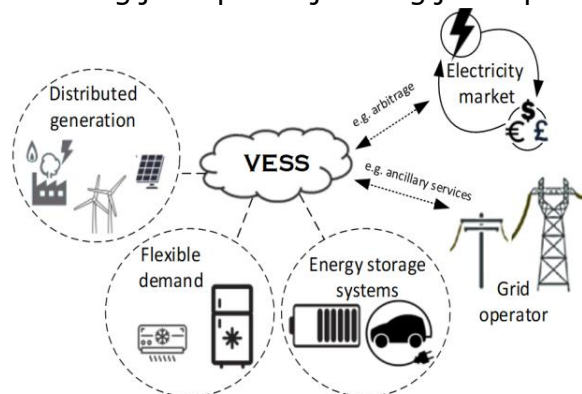 Distributed
generation
VESS
e.g. arbitrage
e.g. ancillary services
Electricity
market
$
€ £
Flexible
demand
Energy storage
systems
Grid
operator